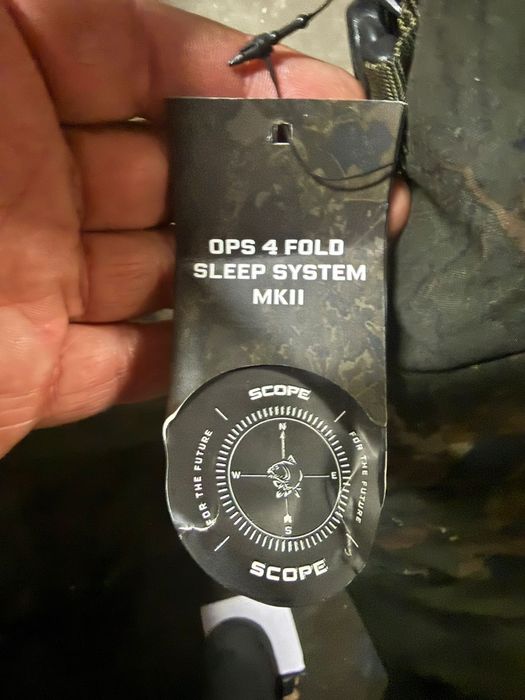 OPS 4 FOLD
SLEEP SYSTEM
MKII
SCOPE
FOR THE FUTURE
FOR THE FUTURE
N
W
E
S
SCOPE